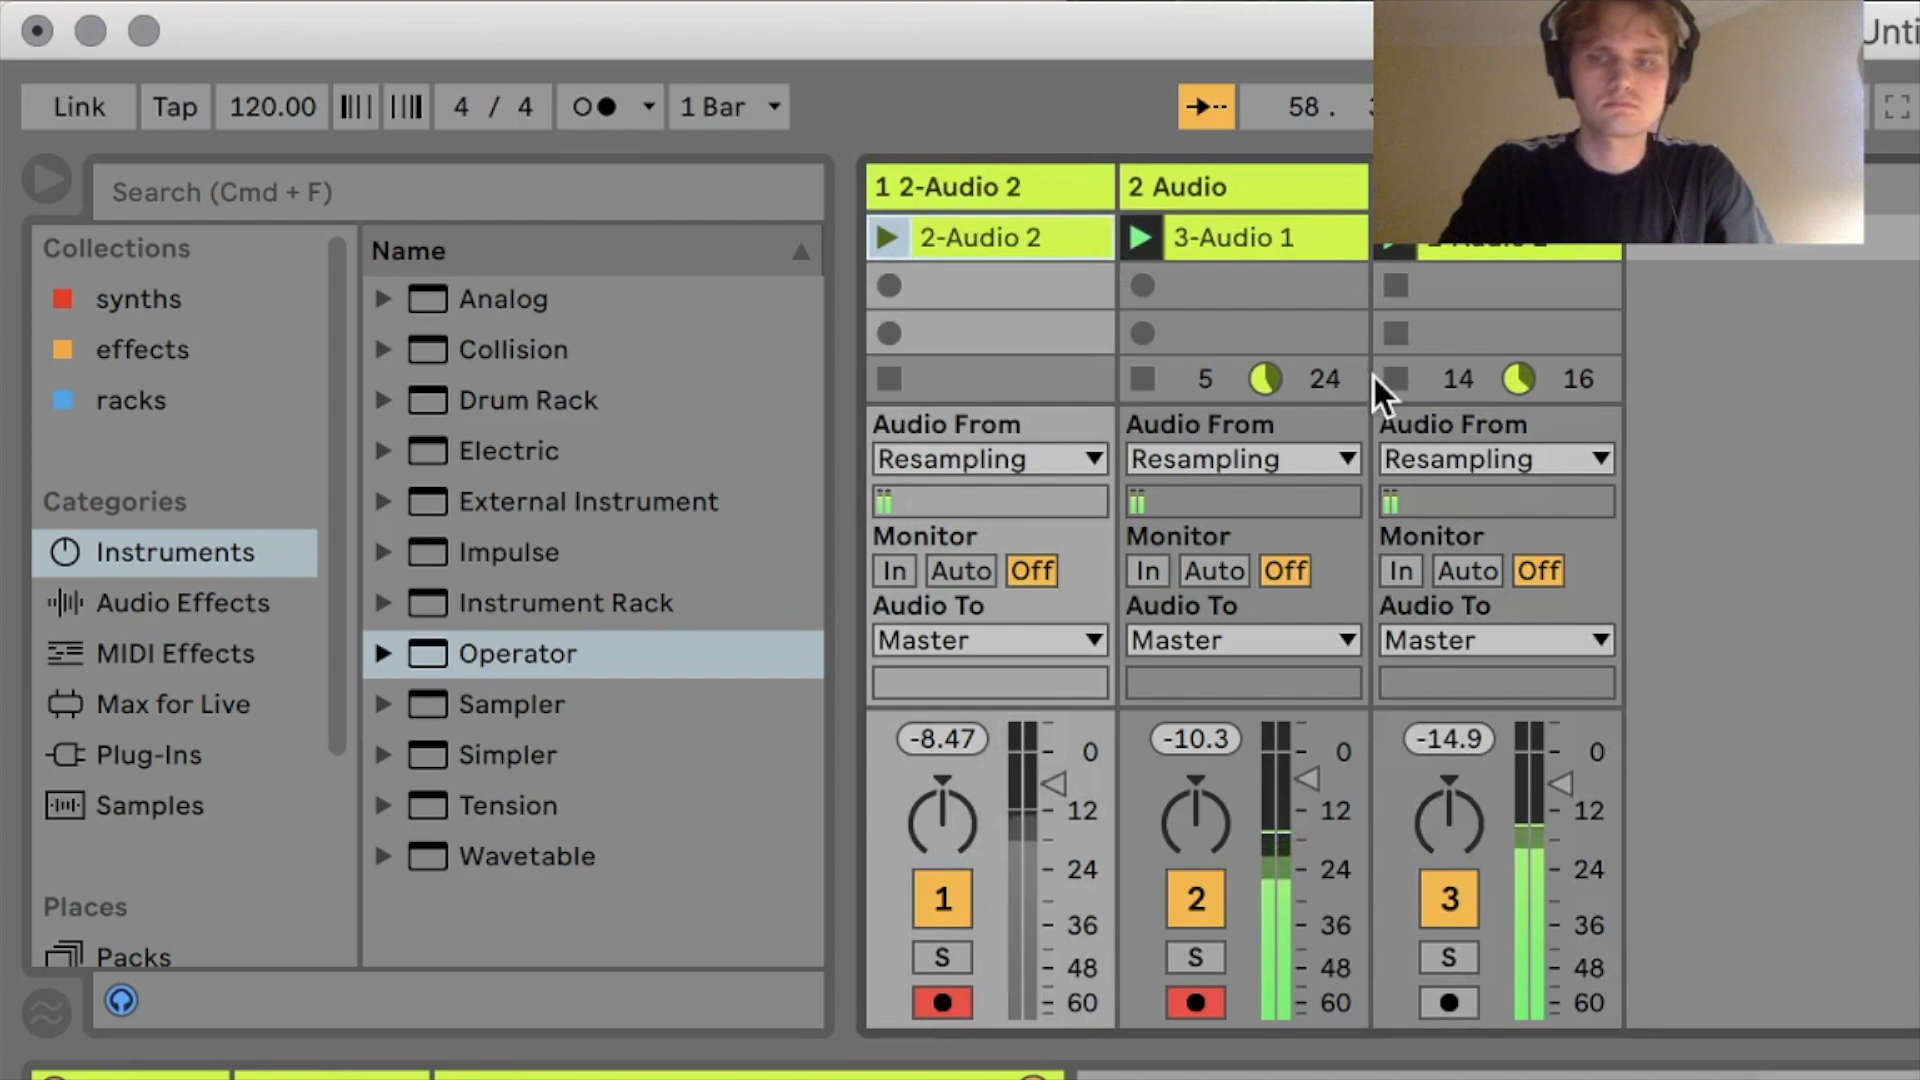 Unti
Link Tap 120.00 4 / 4 1 Bar 58 .
Search (Cmd + F)
Collections
synths
effects
racks
Categories
Instruments
Audio Effects
MIDI Effects
Max for Live
Plug-Ins
Samples
Places
Packs
Name
Analog
Collision
Drum Rack
Electric
External Instrument
Impulse
Instrument Rack
Operator
Sampler
Simpler
Tension
Wavetable
1 2-Audio 2
2-Audio 2
Audio From
Resampling
Monitor
In Auto Off
Audio To
Master
-8.47
0
12
24
36
48
60
1
S
2 Audio
3-Audio 1
5 24
Audio From
Resampling
Monitor
In Auto Off
Audio To
Master
-10.3
0
12
24
36
48
60
2
S
14 16
Audio From
Resampling
Monitor
In Auto Off
Audio To
Master
-14.9
0
12
24
36
48
60
3
S